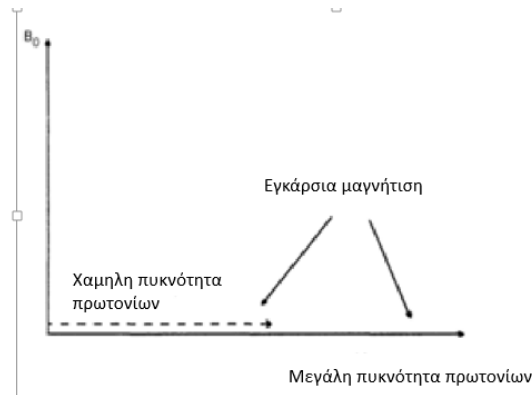 B₀
Εγκάρσια μαγνήτιση
Χαμηλη πυκνότητα
πρωτονίων
Μεγάλη πυκνότητα πρωτονίων